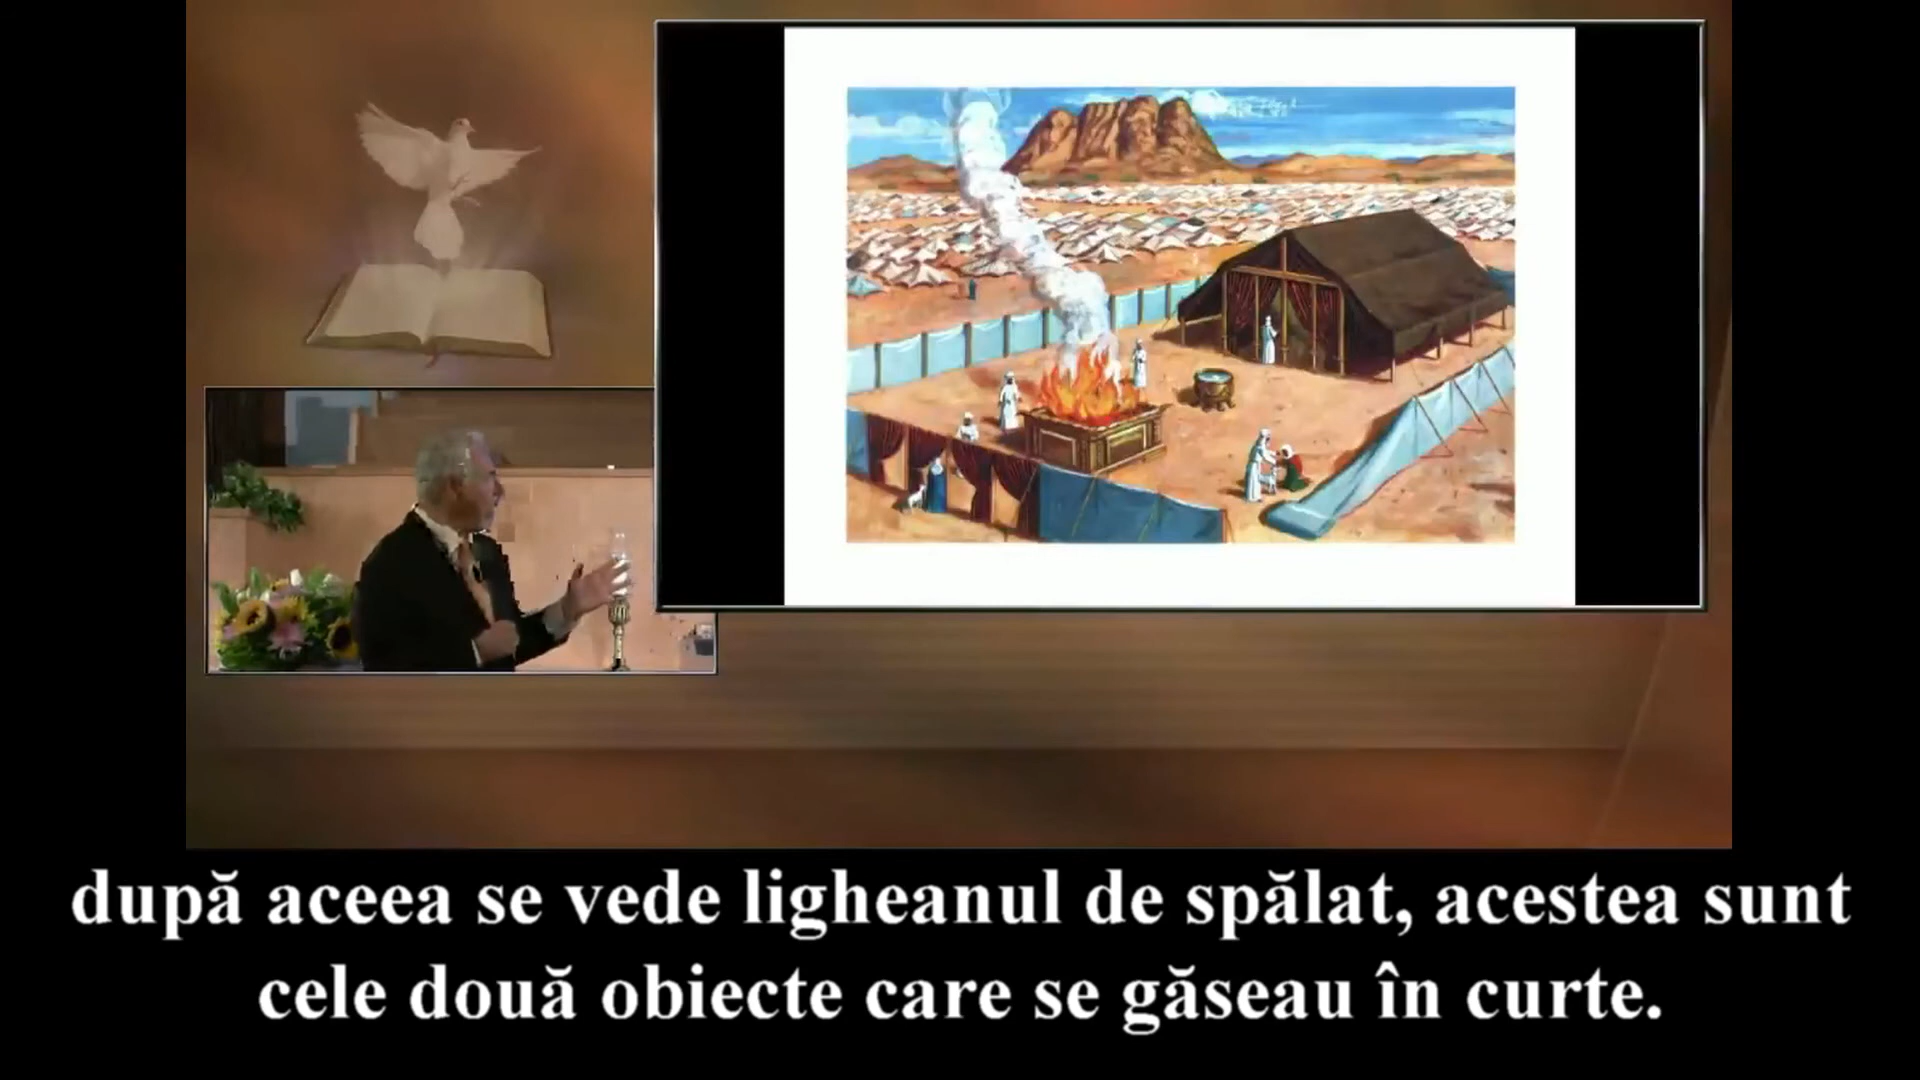 după aceea se vede ligheanul de spălat, acestea sunt
cele două obiecte care se găseau în curte.